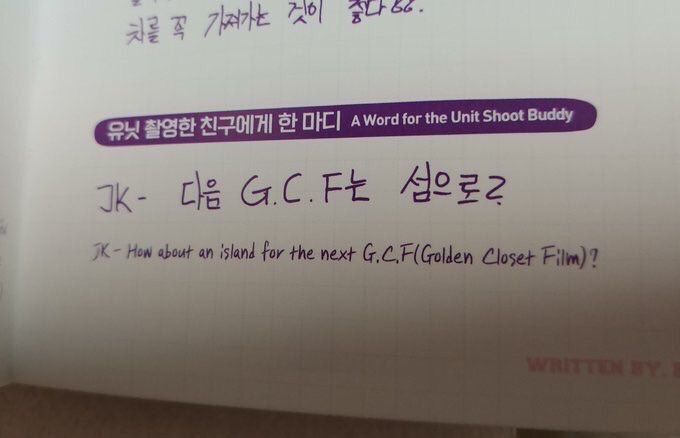 차를 꼭 가져가는 것이 좋다 66.
유닛 촬영한 친구에게 한 마디 A Word for the Unit Shoot Buddy
JK - 다음 G.C.F는 섬으로?
JK - How about an island for the next G.C.F(Golden Closet Film)?
WRITTEN BY.